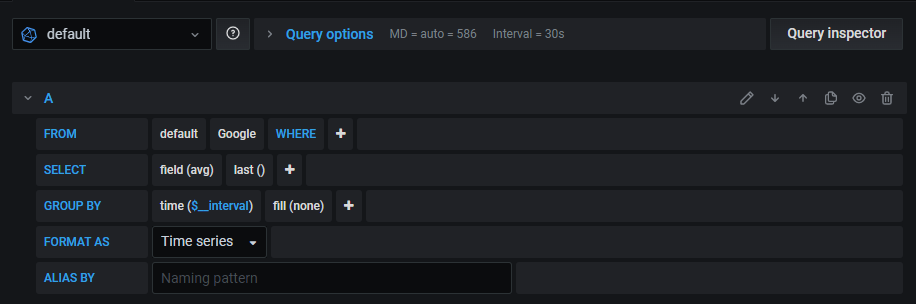 default Query options MD = auto = 586 Interval = 30s Query inspector
A
FROM default Google WHERE +
SELECT field (avg) last () +
GROUP BY time ($__interval) fill (none) +
FORMAT AS Time series
ALIAS BY Naming pattern